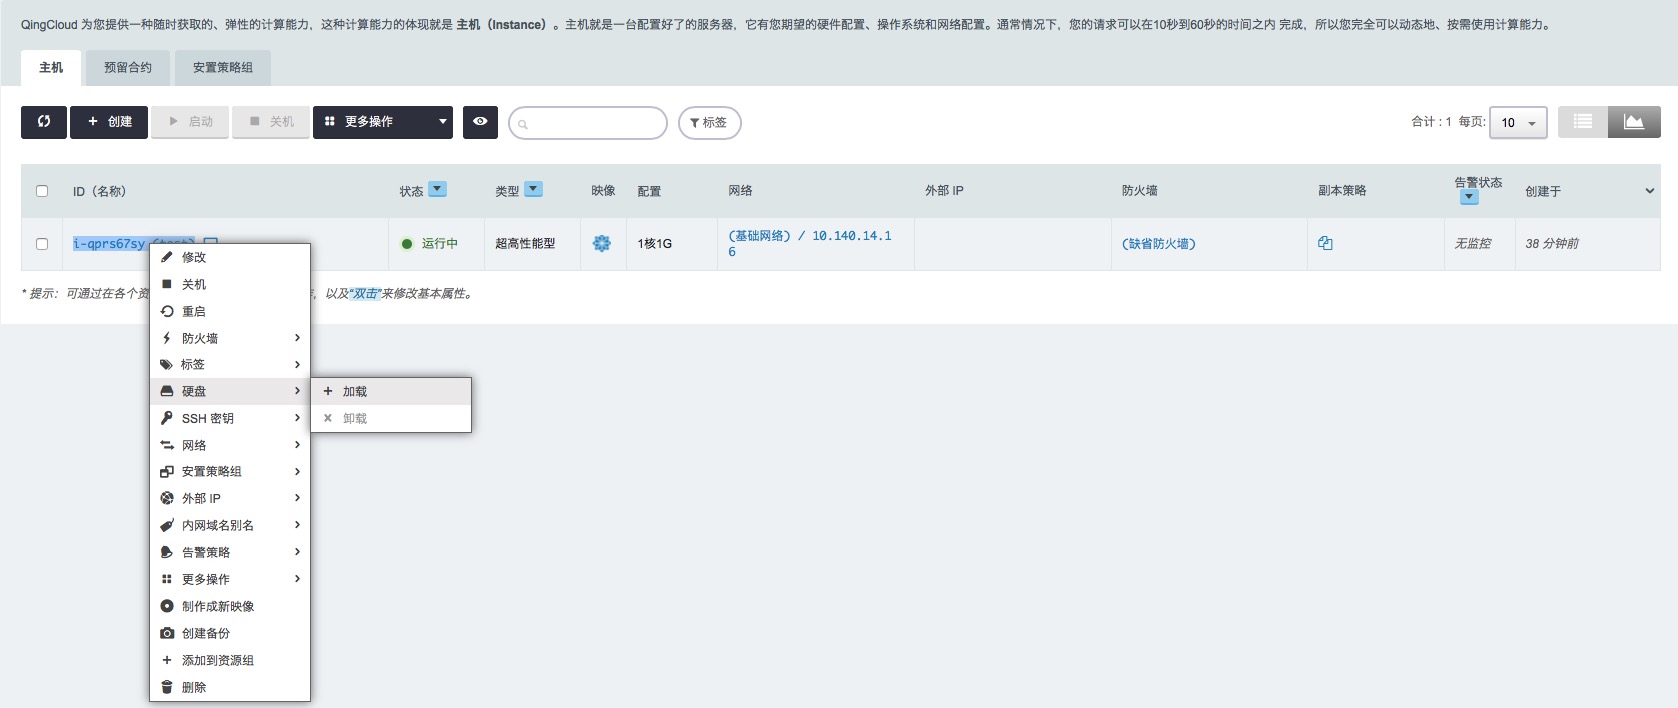 QingCloud 为您提供一种随时获取的、弹性的计算能力，这种计算能力的体现就是 主机（Instance）。主机就是一台配置好了的服务器，它有您期望的硬件配置、操作系统和网络配置。通常情况下，您的请求可以在10秒到60秒的时间之内 完成，所以您完全可以动态地、按需使用计算能力。
主机 预留合约 安置策略组
创建 启动 关机 更多操作 标签 合计 : 1 每页: 10
ID（名称） 状态 类型 映像 配置 网络 外部 IP 防火墙 副本策略 告警状态 创建于
i-qprs67sy (test) 运行中 超高性能型 1核1G (基础网络) / 10.140.14.1
6 (缺省防火墙) 无监控 38 分钟前
* 提示：可通过在各个资 ，以及“双击”来修改基本属性。
修改
关机
重启
防火墙
标签
硬盘
加载
卸载
SSH 密钥
网络
安置策略组
外部 IP
内网域名别名
告警策略
更多操作
制作成新映像
创建备份
添加到资源组
删除